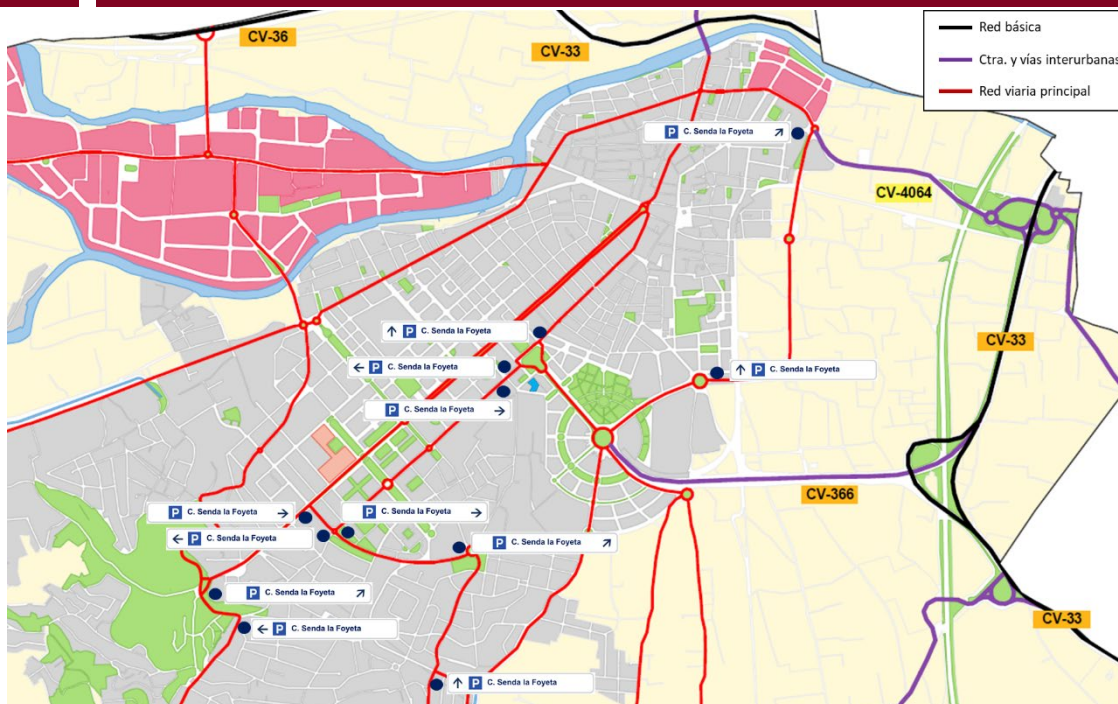 CV-36
CV-33
Red básica
Ctra. y vías interurbanas
Red viaria principal
P C. Senda la Foyeta ↗
CV-4064
↑ P C. Senda la Foyeta
CV-33
← P C. Senda la Foyeta
↑ P C. Senda la Foyeta
P C. Senda la Foyeta →
CV-366
P C. Senda la Foyeta →
P C. Senda la Foyeta →
← P C. Senda la Foyeta
P C. Senda la Foyeta ↗
P C. Senda la Foyeta ↗
CV-33
← P C. Senda la Foyeta
↑ P C. Senda la Foyeta